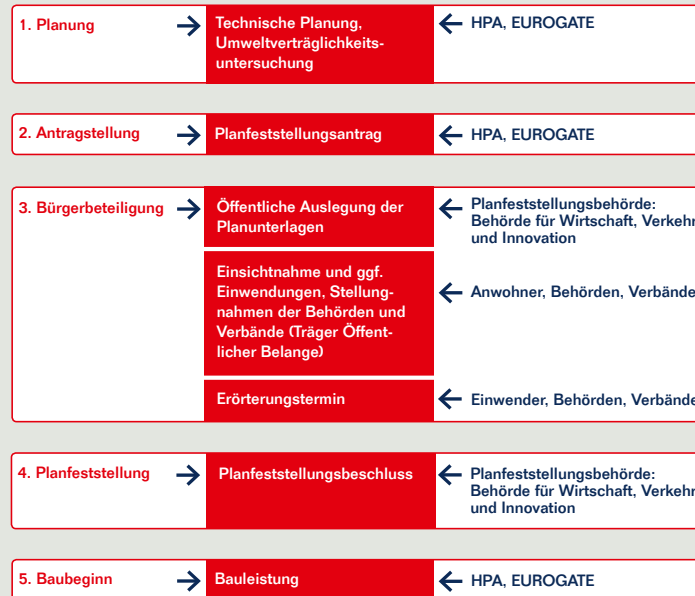 1. Planung
Technische Planung,
Umweltverträglichkeits-
untersuchung
HPA, EUROGATE
2. Antragstellung
Planfeststellungsantrag
HPA, EUROGATE
3. Bürgerbeteiligung
Öffentliche Auslegung der
Planunterlagen
Planfeststellungsbehörde:
Behörde für Wirtschaft, Verkehr
und Innovation
Einsichtnahme und ggf.
Einwendungen, Stellung-
nahmen der Behörden und
Verbände (Träger Öffent-
licher Belange)
Anwohner, Behörden, Verbände
Erörterungstermin
Einwender, Behörden, Verbände
4. Planfeststellung
Planfeststellungsbeschluss
Planfeststellungsbehörde:
Behörde für Wirtschaft, Verkehr
und Innovation
5. Baubeginn
Bauleistung
HPA, EUROGATE